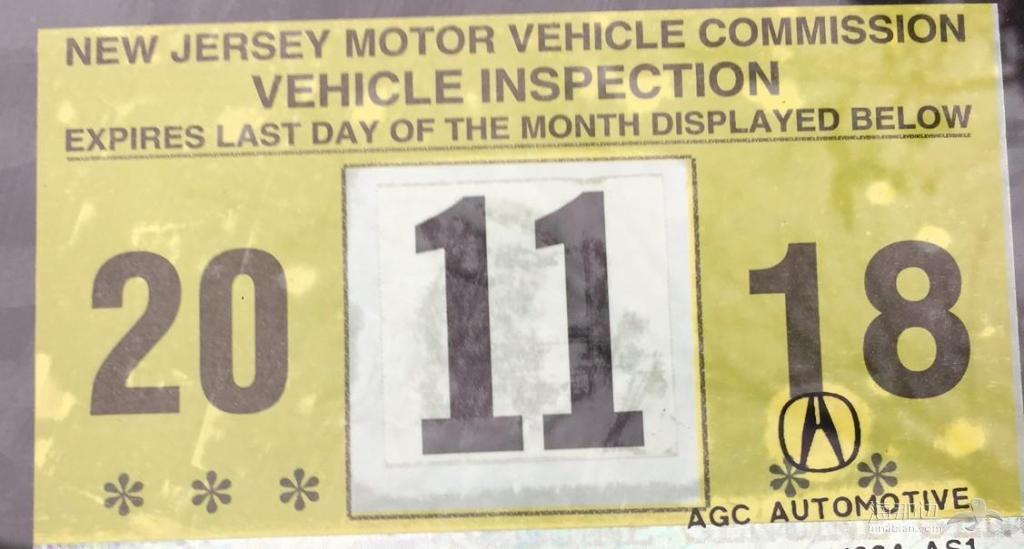 NEW JERSEY MOTOR VEHICLE COMMISSION
VEHICLE INSPECTION
EXPIRES LAST DAY OF THE MONTH DISPLAYED BELOW
20 11 18
* * * * *
AGC AUTOMOTIVE
AS1